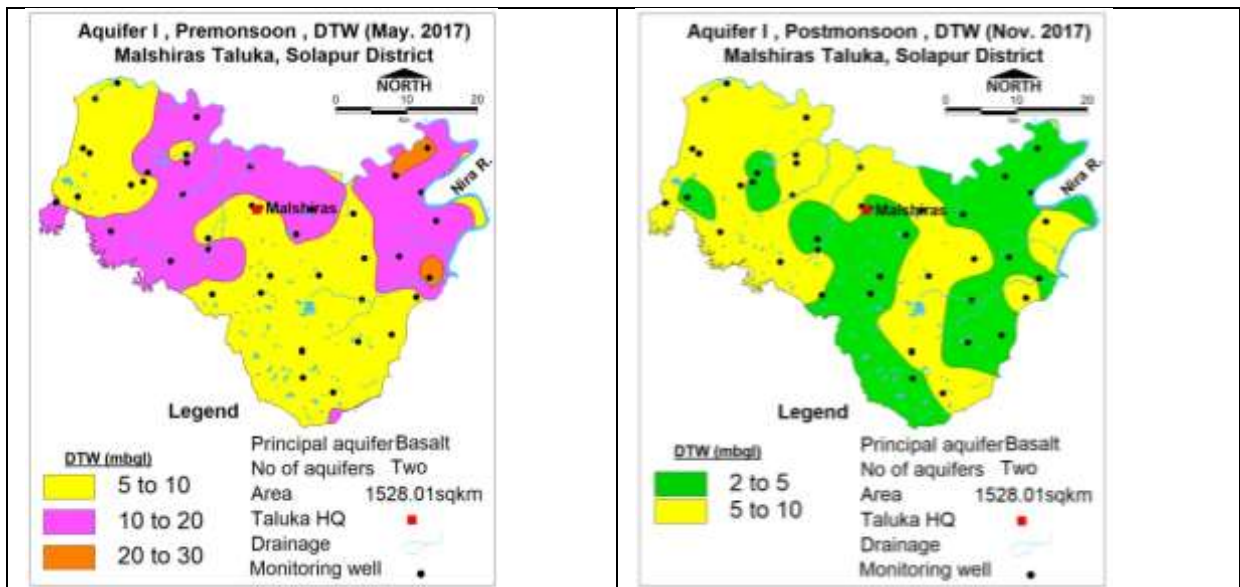 Aquifer I , Premonsoon , DTW (May. 2017)
Malshiras Taluka, Solapur District
NORTH
0 10 20
Nira R.
Malshiras
Legend
DTW (mbgl)
5 to 10
10 to 20
20 to 30
Principal aquifer Basalt
No of aquifers Two
Area 1528.01sqkm
Taluka HQ
Drainage
Monitoring well
Aquifer I , Postmonsoon , DTW (Nov. 2017)
Malshiras Taluka, Solapur District
NORTH
0 10 20
Nira R.
Malshiras
Legend
DTW (mbgl)
2 to 5
5 to 10
Principal aquifer Basalt
No of aquifers Two
Area 1528.01sqkm
Taluka HQ
Drainage
Monitoring well